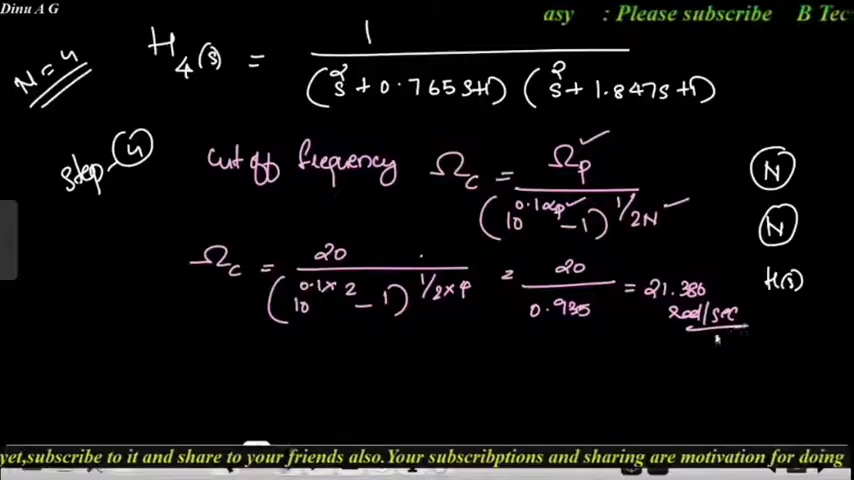 Dinu A G
asy : Please subscribe B Tec
N=4 H₄(s) = 1 / (s²+0.765s+1) (s²+1.847s+1)
step 4 cut off frequency Ωc = Ωp / (10^0.1αp −1)^1/2N N
N
Ωc = 20 / (10^0.1×2 −1)^1/2×4 = 20 / 0.935 = 21.386 H(s)
rad/sec
yet,subscribe to it and share to your friends also.Your subscribptions and sharing are motivation for doing